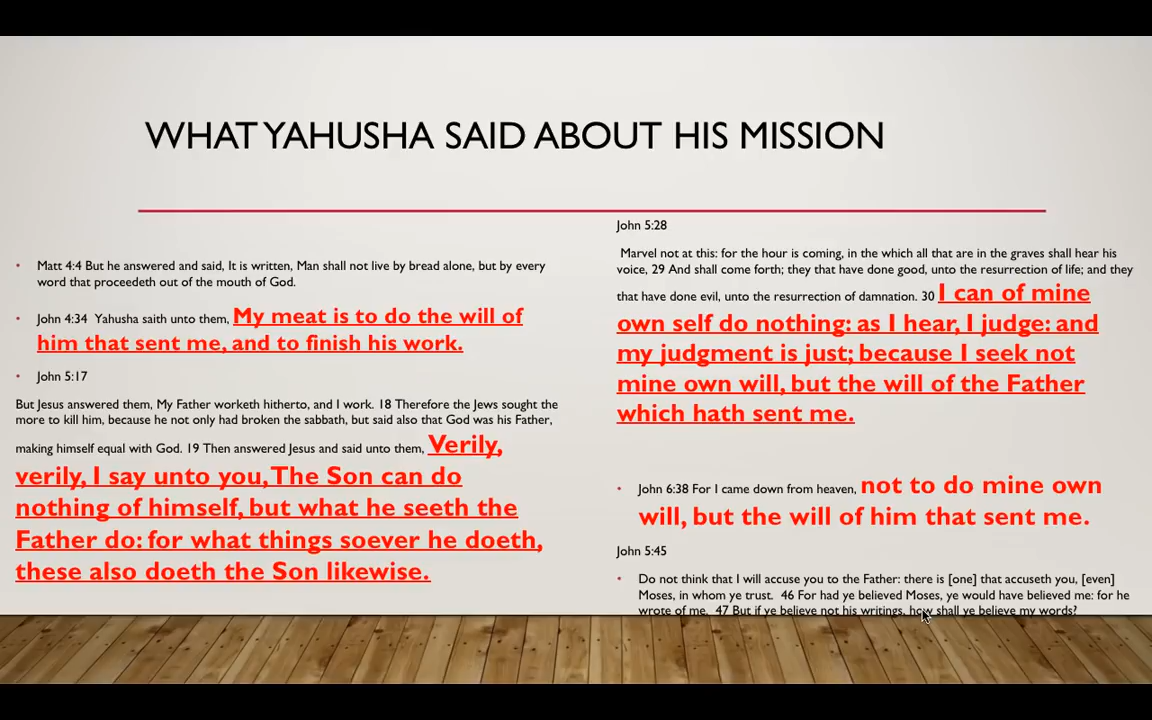 WHAT YAHUSHA SAID ABOUT HIS MISSION
• Matt 4:4 But he answered and said, It is written, Man shall not live by bread alone, but by every
word that proceedeth out of the mouth of God.
• John 4:34 Yahusha saith unto them, My meat is to do the will of
him that sent me, and to finish his work.
• John 5:17
But Jesus answered them, My Father worketh hitherto, and I work. 18 Therefore the Jews sought the
more to kill him, because he not only had broken the sabbath, but said also that God was his Father,
making himself equal with God. 19 Then answered Jesus and said unto them, Verily,
verily, I say unto you, The Son can do
nothing of himself, but what he seeth the
Father do: for what things soever he doeth,
these also doeth the Son likewise.
John 5:28
Marvel not at this: for the hour is coming, in the which all that are in the graves shall hear his
voice, 29 And shall come forth; they that have done good, unto the resurrection of life; and they
that have done evil, unto the resurrection of damnation. 30 I can of mine
own self do nothing: as I hear, I judge: and
my judgment is just; because I seek not
mine own will, but the will of the Father
which hath sent me.
• John 6:38 For I came down from heaven, not to do mine own
will, but the will of him that sent me.
John 5:45
• Do not think that I will accuse you to the Father: there is [one] that accuseth you, [even]
Moses, in whom ye trust. 46 For had ye believed Moses, ye would have believed me: for he
wrote of me. 47 But if ye believe not his writings, how shall ye believe my words?